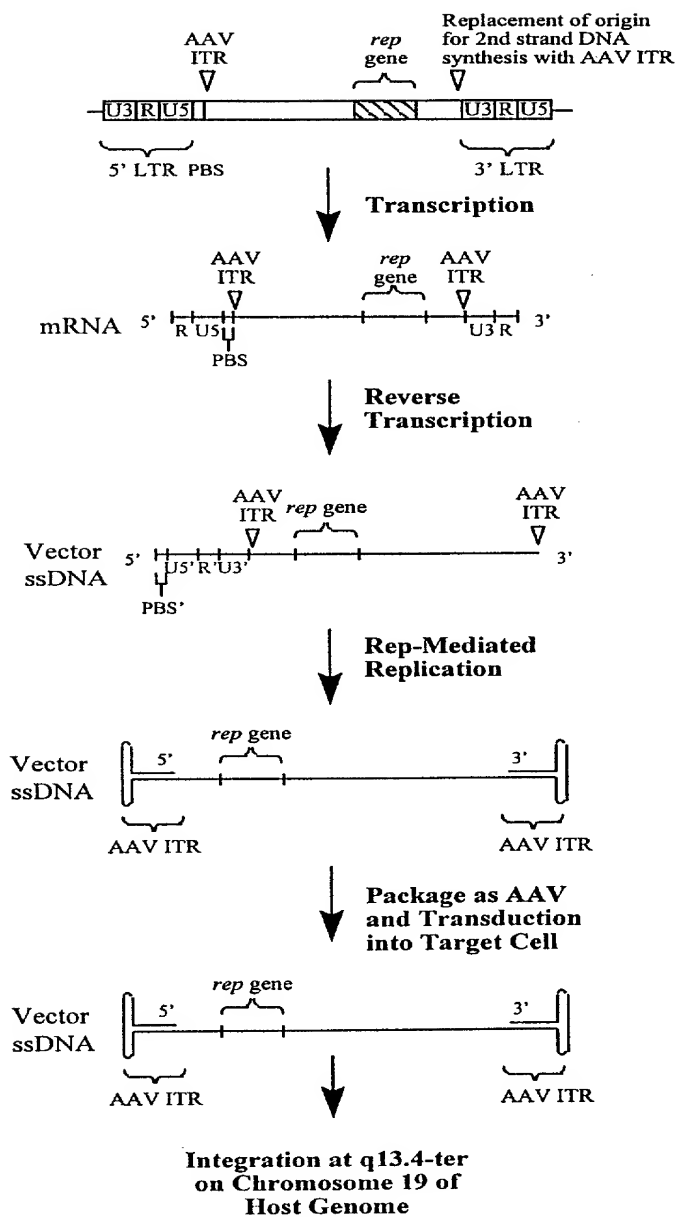 AAV
ITR
rep
gene
Replacement of origin
for 2nd strand DNA
synthesis with AAV ITR
U3 R U5
U3 R U5
5' LTR PBS
3' LTR
Transcription
AAV
ITR
rep
gene
AAV
ITR
mRNA
5'
R U5
U3 R
3'
PBS
Reverse
Transcription
AAV
ITR
rep gene
AAV
ITR
Vector
ssDNA
5'
U5' R' U3'
3'
PBS'
Rep-Mediated
Replication
rep gene
Vector
ssDNA
5'
3'
AAV ITR
AAV ITR
Package as AAV
and Transduction
into Target Cell
rep gene
Vector
ssDNA
5'
3'
AAV ITR
AAV ITR
Integration at q13.4-ter
on Chromosome 19 of
Host Genome